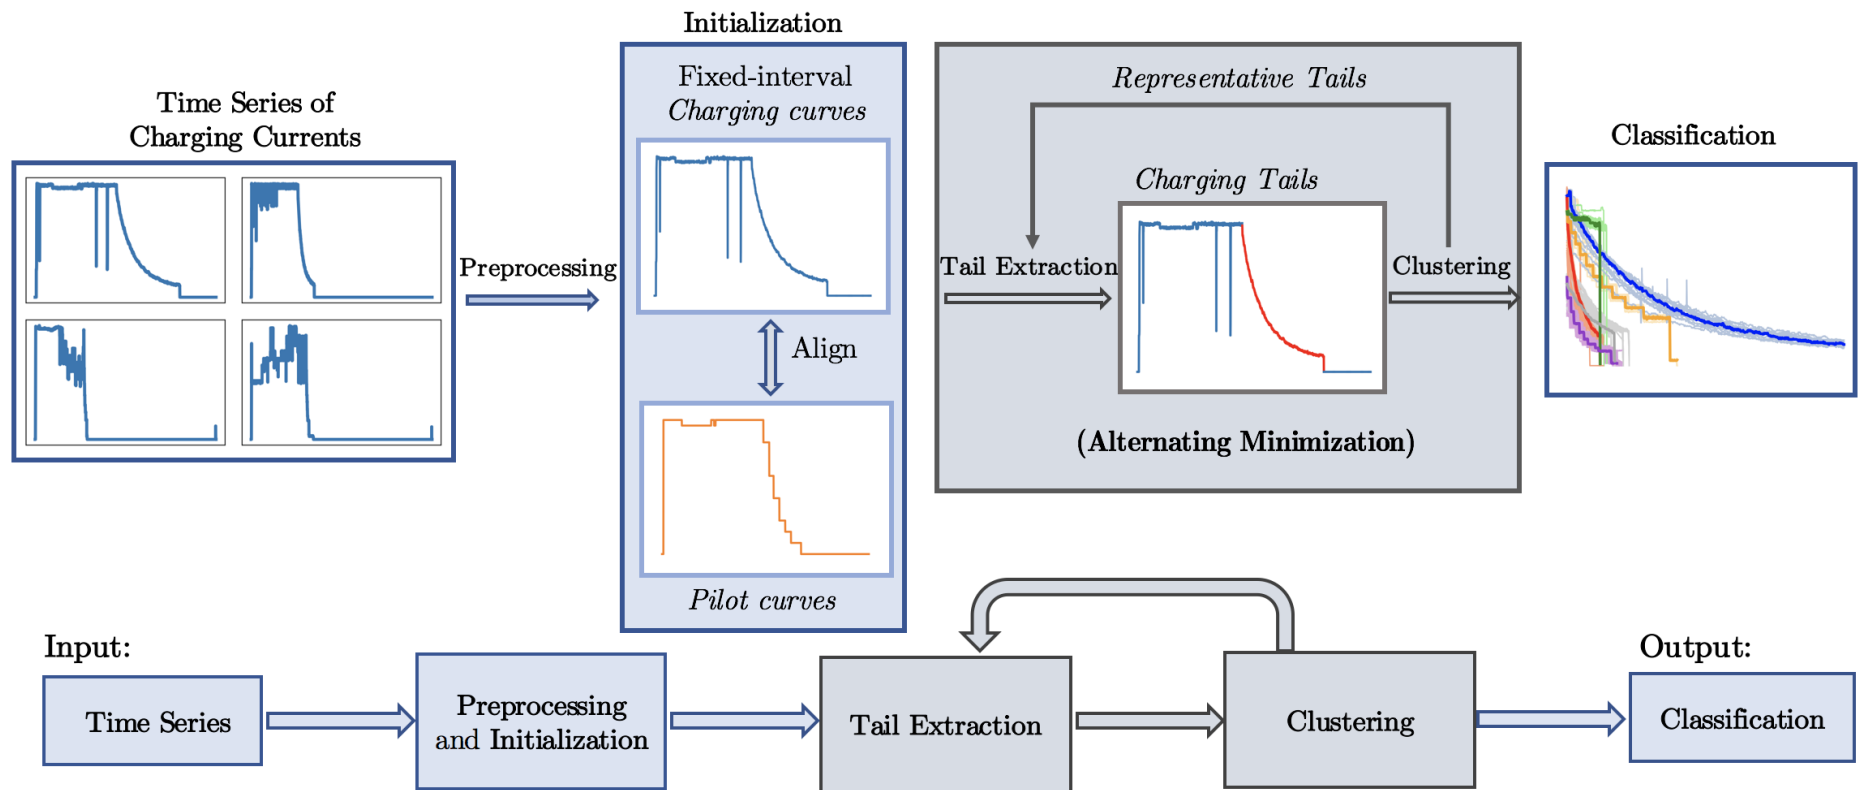 Initialization
Time Series of
Charging Currents
Preprocessing
Fixed-interval
Charging curves
Align
Pilot curves
Representative Tails
Charging Tails
Tail Extraction
Clustering
(Alternating Minimization)
Classification
Input:
Time Series
Preprocessing
and Initialization
Tail Extraction
Clustering
Output:
Classification